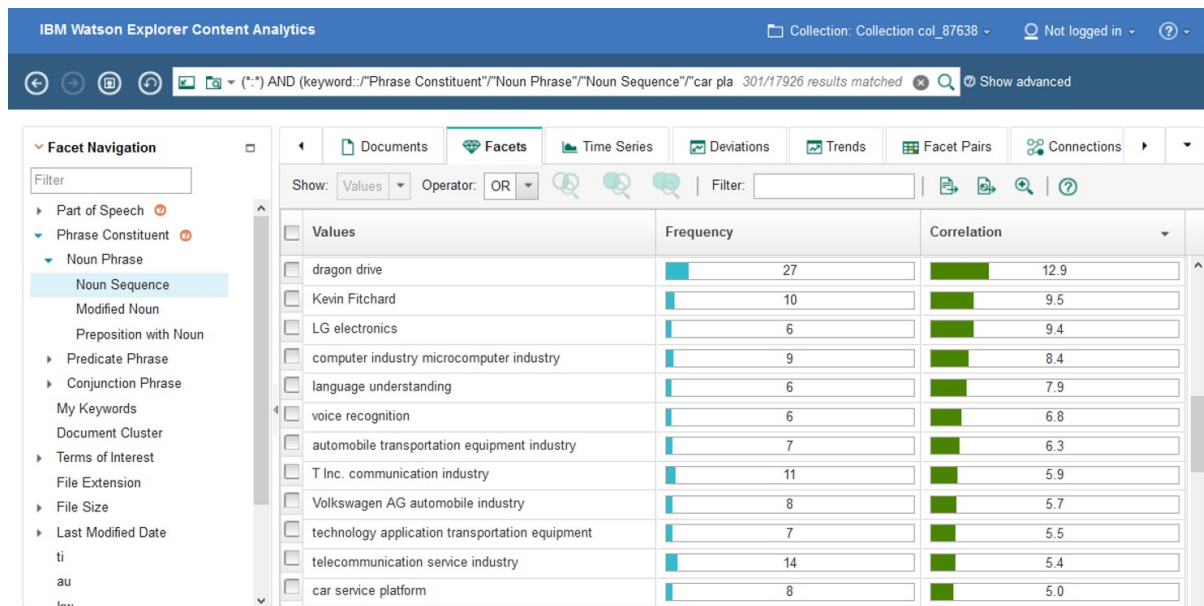 IBM Watson Explorer Content Analytics
Collection: Collection col_87638
Not logged in
(*:*) AND (keyword::/"Phrase Constituent"/"Noun Phrase"/"Noun Sequence"/"car pla 301/17926 results matched
Show advanced
Facet Navigation
Filter
Part of Speech
Phrase Constituent
Noun Phrase
Noun Sequence
Modified Noun
Preposition with Noun
Predicate Phrase
Conjunction Phrase
My Keywords
Document Cluster
Terms of Interest
File Extension
File Size
Last Modified Date
ti
au
Documents Facets Time Series Deviations Trends Facet Pairs Connections
Show: Values Operator: OR Filter:
Values Frequency Correlation
dragon drive 27 12.9
Kevin Fitchard 10 9.5
LG electronics 6 9.4
computer industry microcomputer industry 9 8.4
language understanding 6 7.9
voice recognition 6 6.8
automobile transportation equipment industry 7 6.3
T Inc. communication industry 11 5.9
Volkswagen AG automobile industry 8 5.7
technology application transportation equipment 7 5.5
telecommunication service industry 14 5.4
car service platform 8 5.0